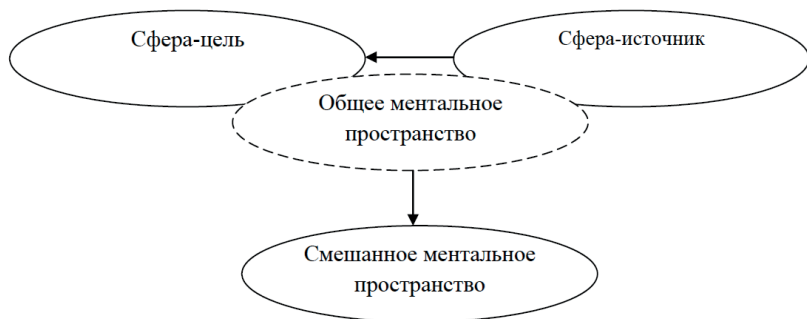 Сфера-цель
Сфера-источник
Общее ментальное
пространство
Смешанное ментальное
пространство